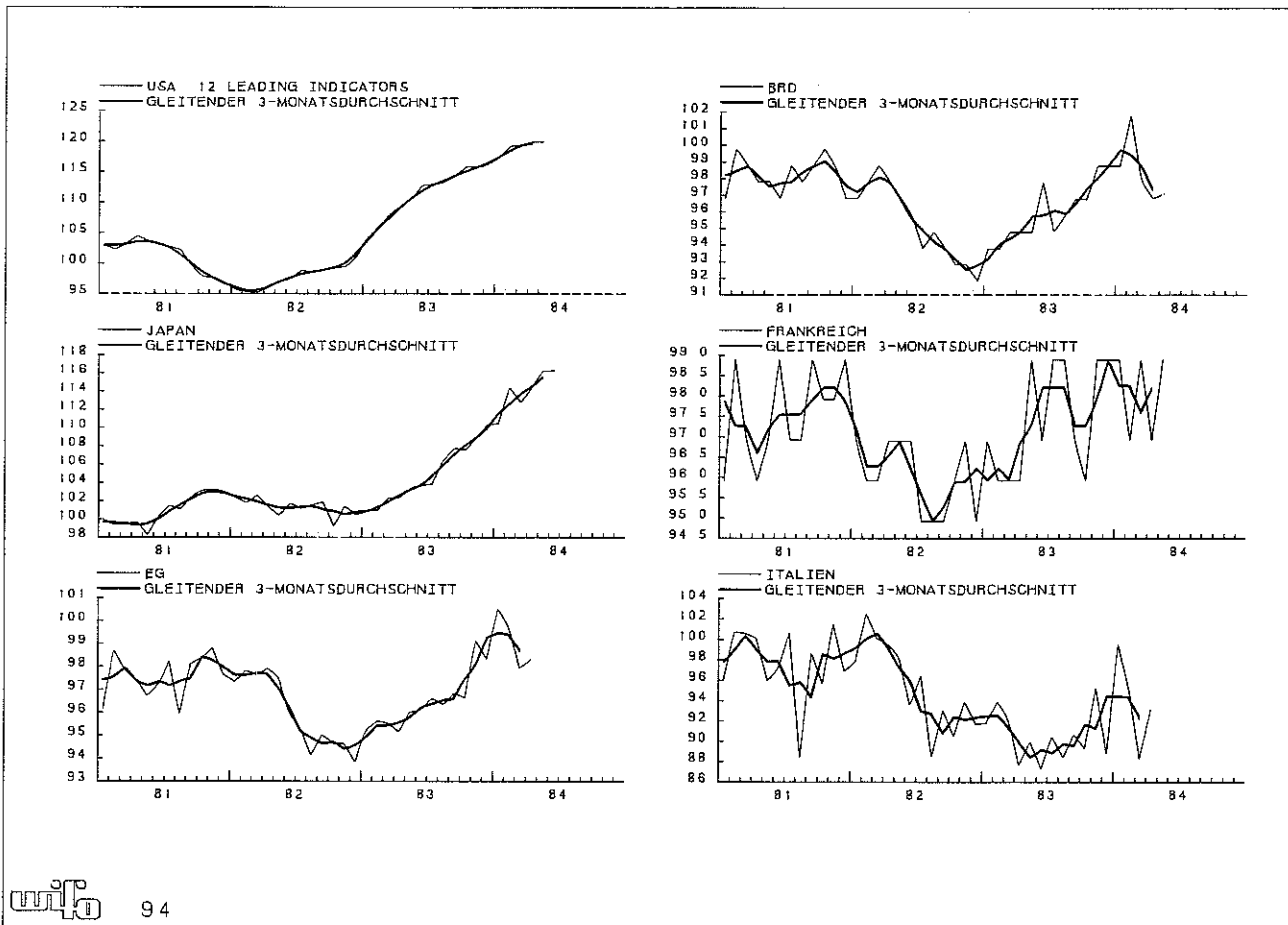 USA 12 LEADING INDICATORS
GLEITENDER 3-MONATSDURCHSCHNITT
125
120
115
105
100
95
81 82 83 84
BRD
GLEITENDER 3-MONATSDURCHSCHNITT
102
101
100
98
96
95
94
93
92
91
81 82 83 84
JAPAN
GLEITENDER 3-MONATSDURCHSCHNITT
118
116
114
112
110
108
106
104
102
100
98
81 82 83 84
FRANKREICH
GLEITENDER 3-MONATSDURCHSCHNITT
99 0
98 5
98 0
97 5
97 0
96 5
96 0
95 5
95 0
94 5
81 82 83 84
EG
GLEITENDER 3-MONATSDURCHSCHNITT
101
100
99
98
97
96
95
94
93
81 82 83 84
ITALIEN
GLEITENDER 3-MONATSDURCHSCHNITT
104
102
100
98
94
92
90
86
81 82 83 84
wifo 94